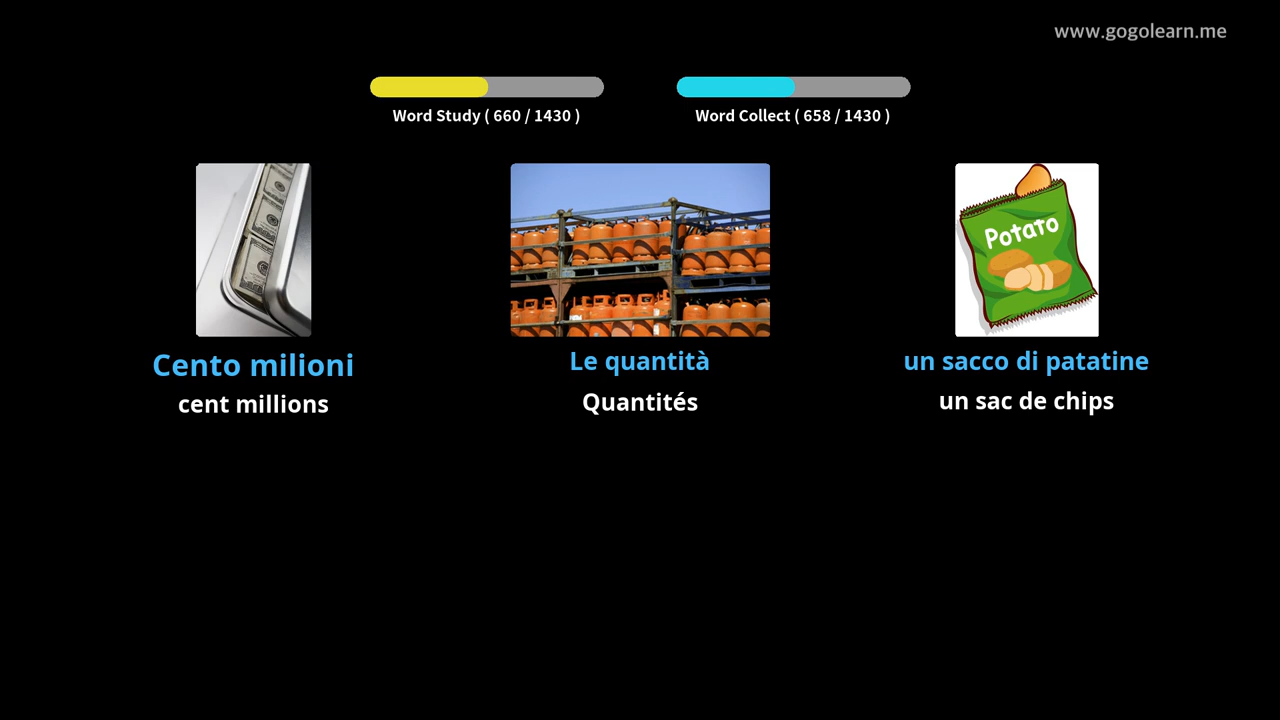 www.gogolearn.me
Word Study ( 660 / 1430 )
Word Collect ( 658 / 1430 )
Potato
Cento milioni
cent millions
Le quantità
Quantités
un sacco di patatine
un sac de chips